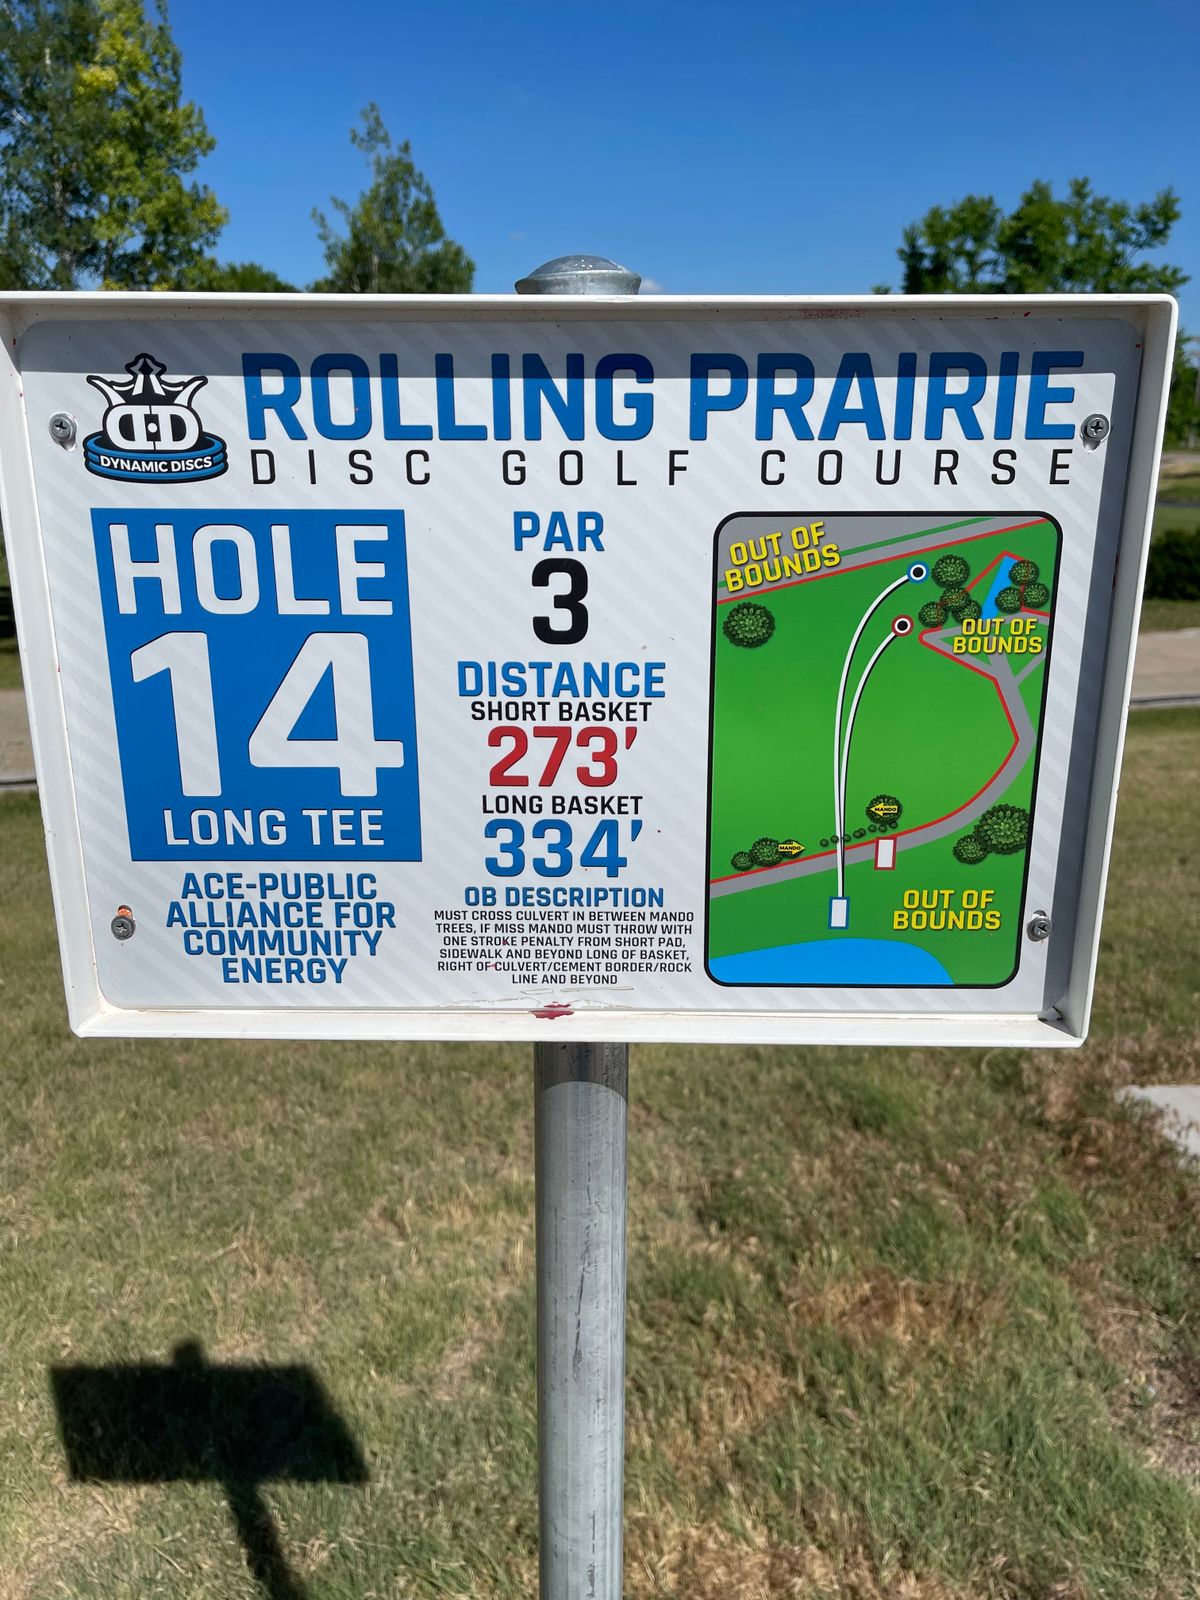 ROLLING PRAIRIE
DISC GOLF COURSE
DD
DYNAMIC DISCS
HOLE
14
LONG TEE
ACE-PUBLIC
ALLIANCE FOR
COMMUNITY
ENERGY
PAR
3
DISTANCE
SHORT BASKET
273'
LONG BASKET
334'
OB DESCRIPTION
MUST CROSS CULVERT IN BETWEEN MANDO
TREES, IF MISS MANDO MUST THROW WITH
ONE STROKE PENALTY FROM SHORT PAD,
SIDEWALK AND BEYOND LONG OF BASKET,
RIGHT OF CULVERT/CEMENT BORDER/ROCK
LINE AND BEYOND
OUT OF
BOUNDS
OUT OF
BOUNDS
MANDO
MANDO
OUT OF
BOUNDS